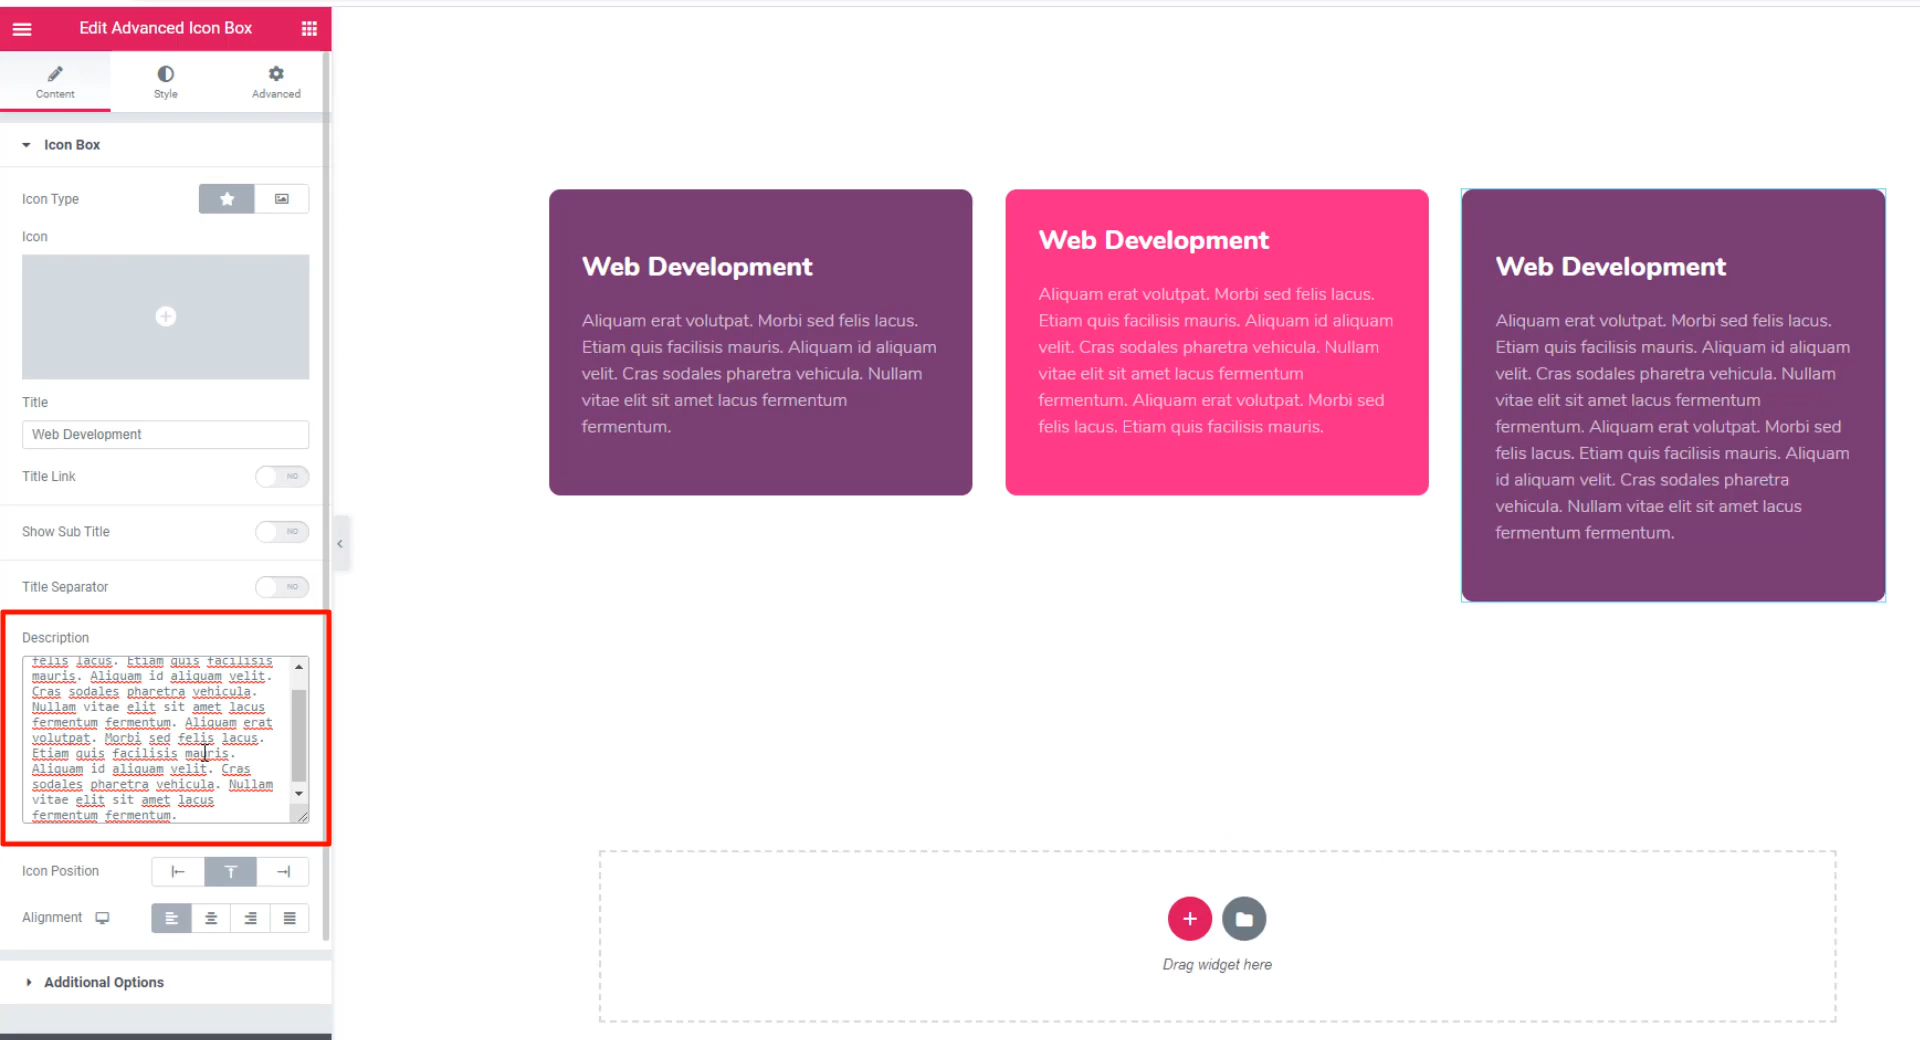 Edit Advanced Icon Box
Content
Style
Advanced
Icon Box
Icon Type
Icon
Title
Web Development
Title Link
NO
Show Sub Title
NO
Title Separator
NO
Description
felis lacus. Etiam quis facilisis
mauris. Aliquam id aliquam velit.
Cras sodales pharetra vehicula.
Nullam vitae elit sit amet lacus
fermentum fermentum. Aliquam erat
volutpat. Morbi sed felis lacus.
Etiam quis facilisis mauris.
Aliquam id aliquam velit. Cras
sodales pharetra vehicula. Nullam
vitae elit sit amet lacus
fermentum fermentum.
Icon Position
Alignment
Additional Options
Web Development
Aliquam erat volutpat. Morbi sed felis lacus.
Etiam quis facilisis mauris. Aliquam id aliquam
velit. Cras sodales pharetra vehicula. Nullam
vitae elit sit amet lacus fermentum
fermentum.
Web Development
Aliquam erat volutpat. Morbi sed felis lacus.
Etiam quis facilisis mauris. Aliquam id aliquam
velit. Cras sodales pharetra vehicula. Nullam
vitae elit sit amet lacus fermentum
fermentum. Aliquam erat volutpat. Morbi sed
felis lacus. Etiam quis facilisis mauris.
Web Development
Aliquam erat volutpat. Morbi sed felis lacus.
Etiam quis facilisis mauris. Aliquam id aliquam
velit. Cras sodales pharetra vehicula. Nullam
vitae elit sit amet lacus fermentum
fermentum. Aliquam erat volutpat. Morbi sed
felis lacus. Etiam quis facilisis mauris. Aliquam
id aliquam velit. Cras sodales pharetra
vehicula. Nullam vitae elit sit amet lacus
fermentum fermentum.
Drag widget here